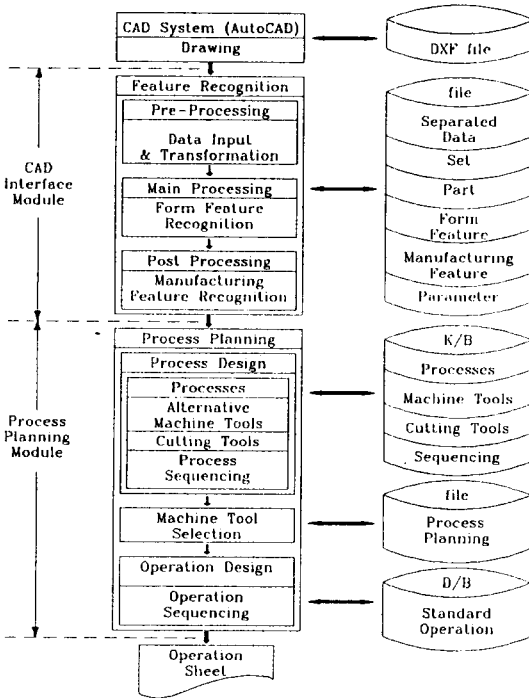 CAD System (AutoCAD)
Drawing
DXF file
Feature Recognition
Pre-Processing
Data Input
& Transformation
Main Processing
Form Feature
Recognition
Post Processing
Manufacturing
Feature Recognition
CAD
Interface
Module
file
Separated
Data
Set
Part
Form
Feature
Manufacturing
Feature
Parameter
Process Planning
Process Design
Processes
Alternative
Machine Tools
Cutting Tools
Process
Sequencing
Machine Tool
Selection
Operation Design
Operation
Sequencing
Process
Planning
Module
K/B
Processes
Machine Tools
Cutting Tools
Sequencing
file
Process
Planning
D/B
Standard
Operation
Operation
Sheet